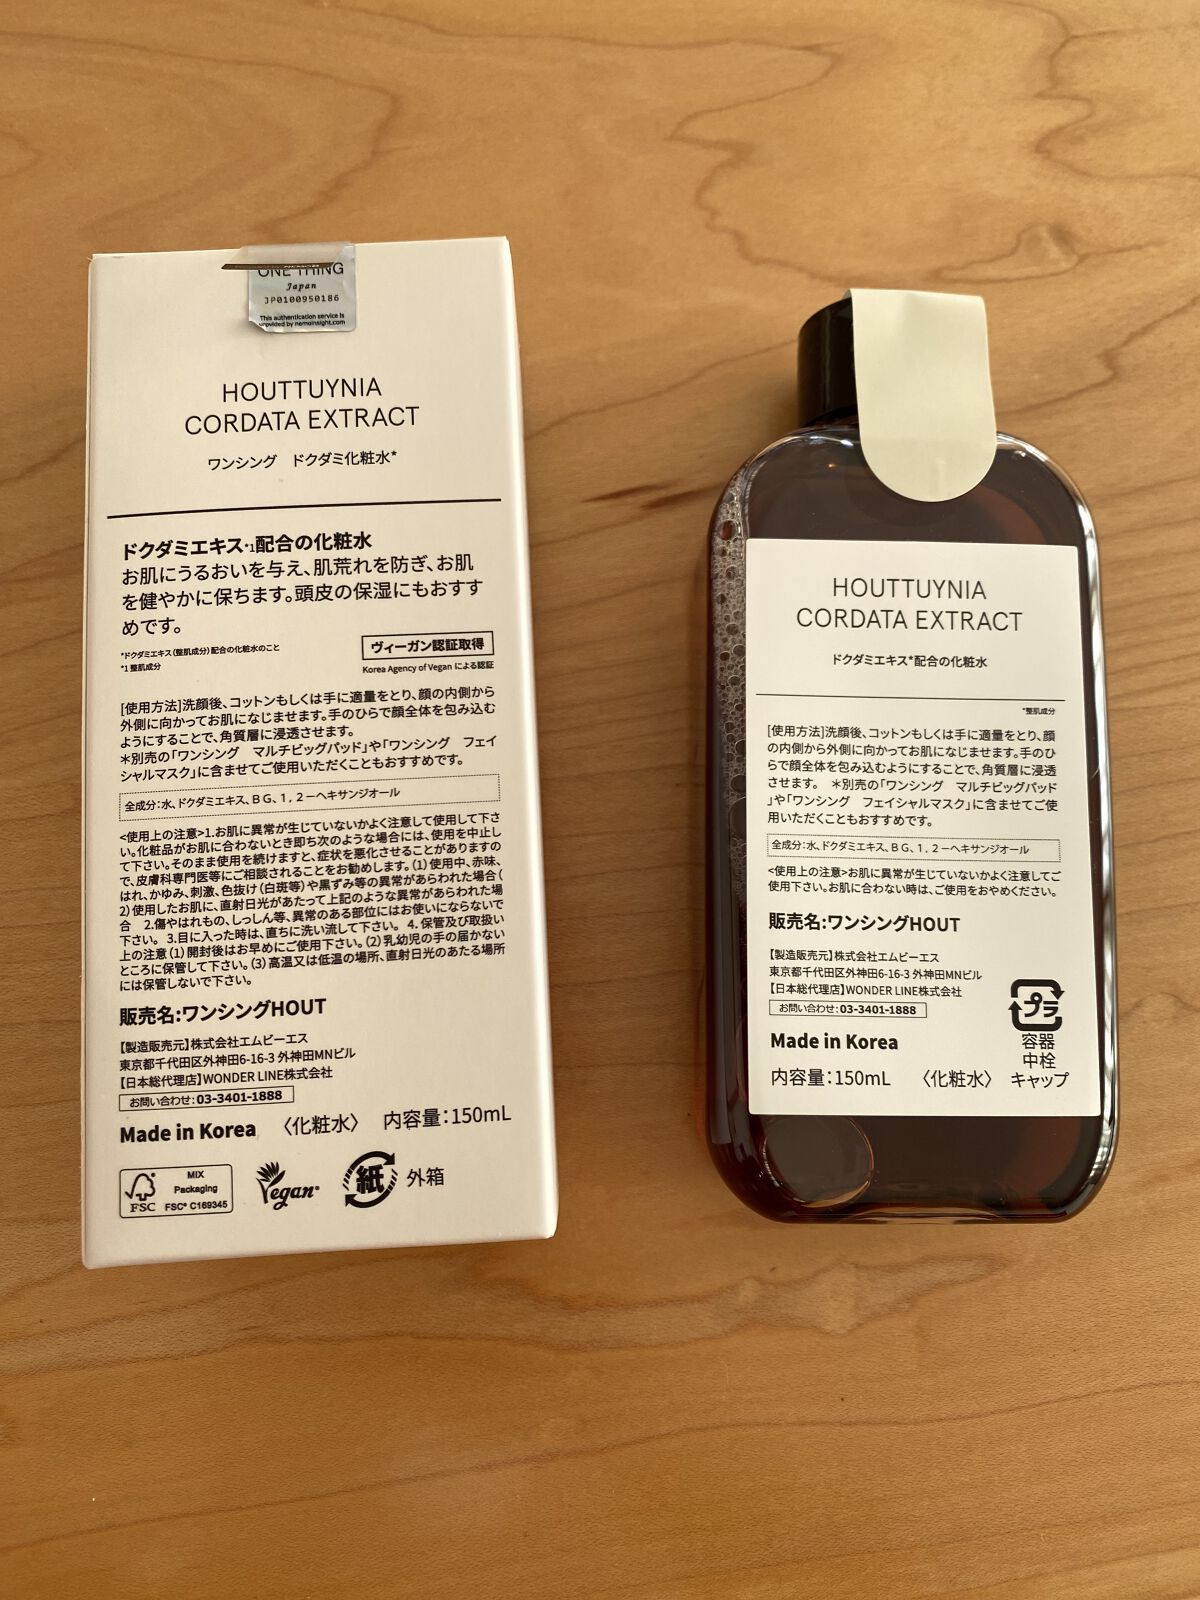 ONE THING
Japan
JP0100950186
This authentication service is
provided by nemoinsight.com
HOUTTUYNIA
CORDATA EXTRACT
ワンシング　ドクダミ化粧水*
ドクダミエキス*1配合の化粧水
お肌にうるおいを与え、肌荒れを防ぎ、お肌
を健やかに保ちます。頭皮の保湿にもおすす
めです。
*ドクダミエキス(整肌成分)配合の化粧水のこと
*1 整肌成分
ヴィーガン認証取得
Korea Agency of Vegan による認証
[使用方法]洗顔後、コットンもしくは手に適量をとり、顔の内側から
外側に向かってお肌になじませます。手のひらで顔全体を包み込む
ようにすることで、角質層に浸透させます。
＊別売の「ワンシング　マルチビッグパッド」や「ワンシング　フェイ
シャルマスク」に含ませてご使用いただくこともおすすめです。
全成分:水、ドクダミエキス、BG、1,2－ヘキサンジオール
<使用上の注意>1.お肌に異常が生じていないかよく注意して使用して下さ
い。化粧品がお肌に合わないとき即ち次のような場合には、使用を中止し
て下さい。そのまま使用を続けますと、症状を悪化させることがありますの
で、皮膚科専門医等にご相談されることをお勧めします。(1)使用中、赤味、
はれ、かゆみ、刺激、色抜け(白斑等)や黒ずみ等の異常があらわれた場合(
2)使用したお肌に、直射日光があたって上記のような異常があらわれた場
合　2.傷やはれもの、しっしん等、異常のある部位にはお使いにならないで
下さい。 3.目に入った時は、直ちに洗い流して下さい。 4.保管及び取扱い
上の注意(1)開封後はお早めにご使用下さい。(2)乳幼児の手の届かない
ところに保管して下さい。(3)高温又は低温の場所、直射日光のあたる場所
には保管しないで下さい。
販売名:ワンシングHOUT
【製造販売元】株式会社エムビーエス
東京都千代田区外神田6-16-3 外神田MNビル
【日本総代理店】WONDER LINE株式会社
お問い合わせ:03-3401-1888
Made in Korea 〈化粧水〉 内容量:150mL
FSC
MIX
Packaging
FSC® C169345
Vegan
紙
外箱
HOUTTUYNIA
CORDATA EXTRACT
ドクダミエキス*配合の化粧水
*整肌成分
[使用方法]洗顔後、コットンもしくは手に適量をとり、顔
の内側から外側に向かってお肌になじませます。手のひ
らで顔全体を包み込むようにすることで、角質層に浸透
させます。 ＊別売の「ワンシング　マルチビッグパッド
」や「ワンシング　フェイシャルマスク」に含ませてご使
用いただくこともおすすめです。
全成分:水、ドクダミエキス、BG、1,2－ヘキサンジオール
<使用上の注意>お肌に異常が生じていないかよく注意してご
使用下さい。お肌に合わない時は、ご使用をおやめください。
販売名:ワンシングHOUT
【製造販売元】株式会社エムビーエス
東京都千代田区外神田6-16-3 外神田MNビル
【日本総代理店】WONDER LINE株式会社
お問い合わせ:03-3401-1888
Made in Korea
内容量:150mL 〈化粧水〉
プラ
容器
中栓
キャップ